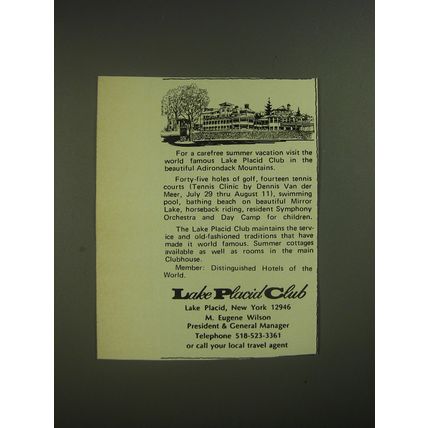 For a carefree summer vacation visit the
world famous Lake Placid Club in the
beautiful Adirondack Mountains.
Forty-five holes of golf, fourteen tennis
courts (Tennis Clinic by Dennis Van der
Meer, July 29 thru August 11), swimming
pool, bathing beach on beautiful Mirror
Lake, horseback riding, resident Symphony
Orchestra and Day Camp for children.
The Lake Placid Club maintains the serv-
ice and old-fashioned traditions that have
made it world famous. Summer cottages
available as well as rooms in the main
Clubhouse.
Member: Distinguished Hotels of the
World.
Lake Placid Club
Lake Placid, New York 12946
M. Eugene Wilson
President & General Manager
Telephone 518-523-3361
or call your local travel agent